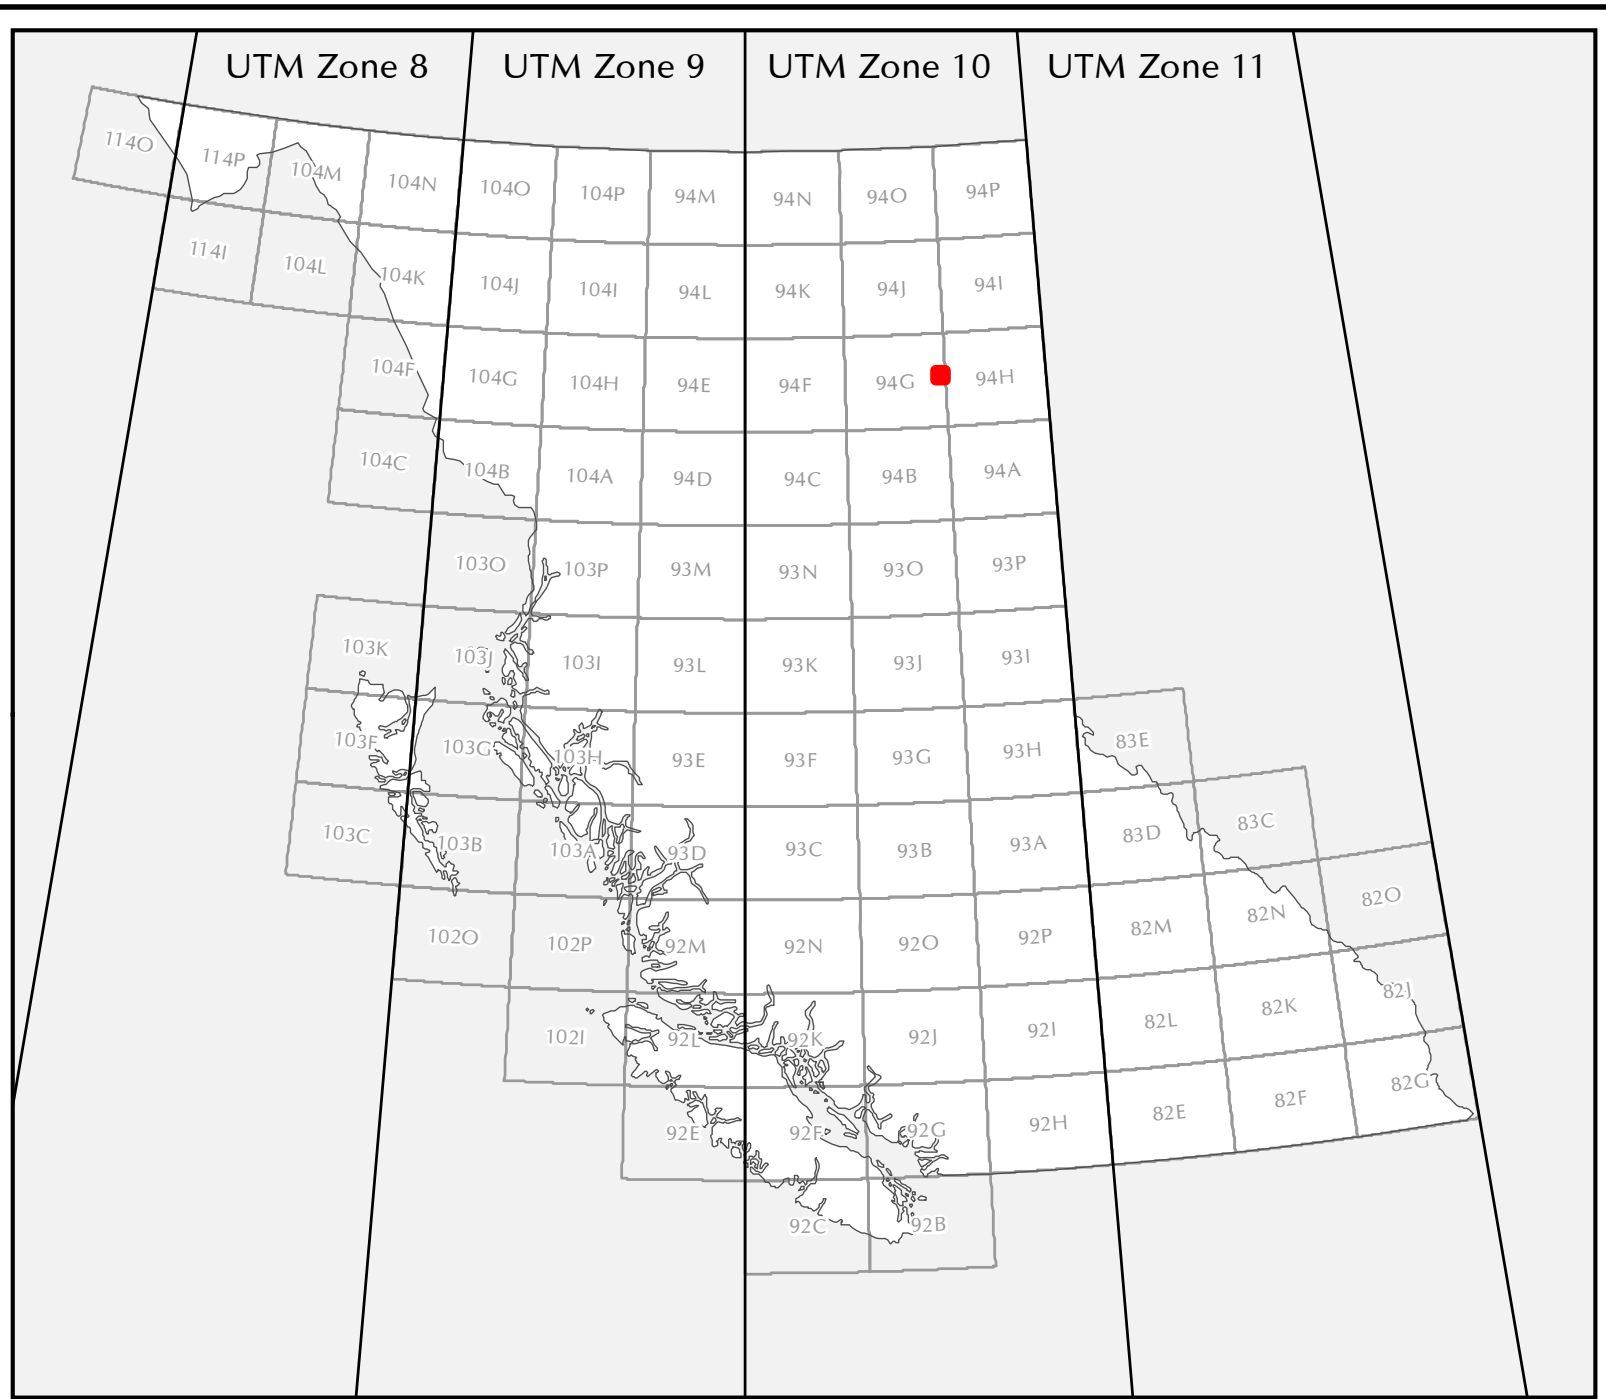 UTM Zone 8 UTM Zone 9 UTM Zone 10 UTM Zone 11
114O 114P 104M 104N 104O 104P 94M 94N 94O 94P
114I 104L 104K 104J 104I 94L 94K 94J 94I
104F 104G 104H 94E 94F 94G 94H
104C 104B 104A 94D 94C 94B 94A
103O 103P 93M 93N 93O 93P
103K 103J 103I 93L 93K 93J 93I
103F 103G 103H 93E 93F 93G 93H 83E
103C 103B 103A 93D 93C 93B 93A 83D 83C
102O 102P 92M 92N 92O 92P 82M 82N 82O
102I 92L 92K 92J 92I 82L 82K 82J
92E 92F 92G 92H 82E 82F 82G
92C 92B